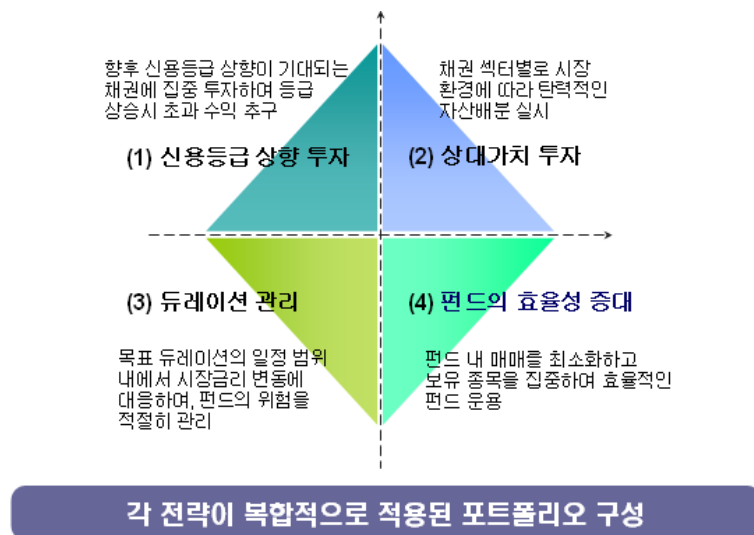 향후 신용등급 상향이 기대되는
채권에 집중 투자하며 등급
상승시 초과 수익 추구
(1) 신용등급 상향 투자
채권 섹터별로 시장
환경에 따라 탄력적인
자산배분 실시
(2) 상대가치 투자
(3) 듀레이션 관리
목표 듀레이션의 일정 범위
내에서 시장금리 변동에
대응하며, 펀드의 위험을
적절히 관리
(4) 펀드의 효율성 증대
펀드 내 매매를 최소화하고
보유 종목을 집중하며 효율적인
펀드 운용
각 전략이 복합적으로 적용된 포트폴리오 구성